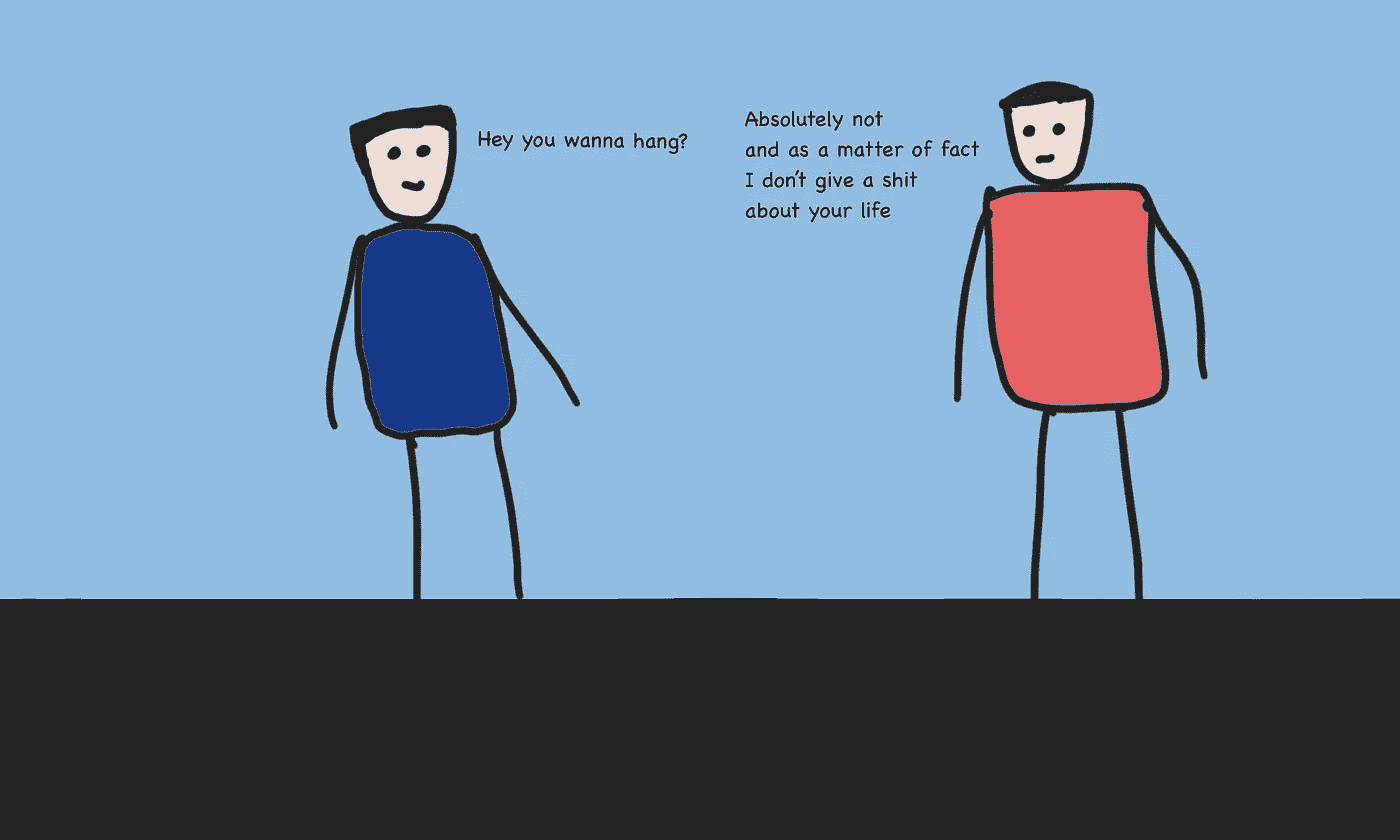 Hey you wanna hang?
Absolutely not
and as a matter of fact
I don't give a shit
about your life